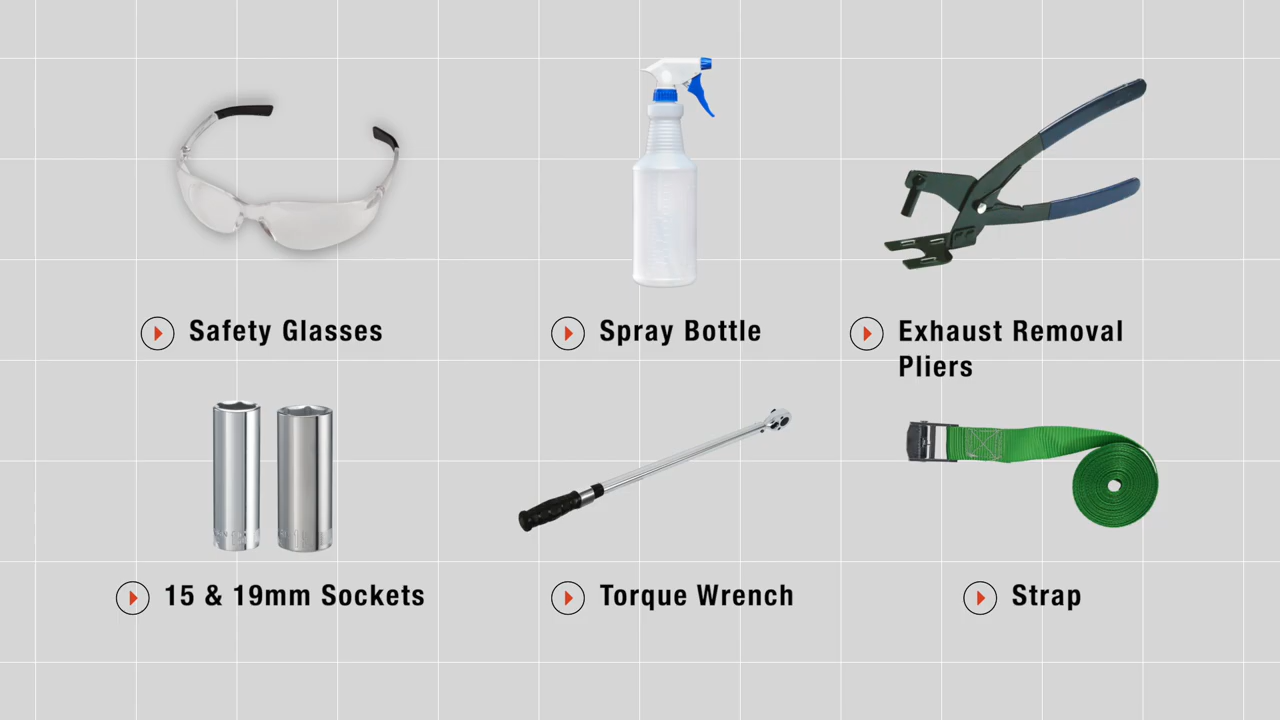 Safety Glasses
Spray Bottle
Exhaust Removal
Pliers
15 & 19mm Sockets
Torque Wrench
Strap